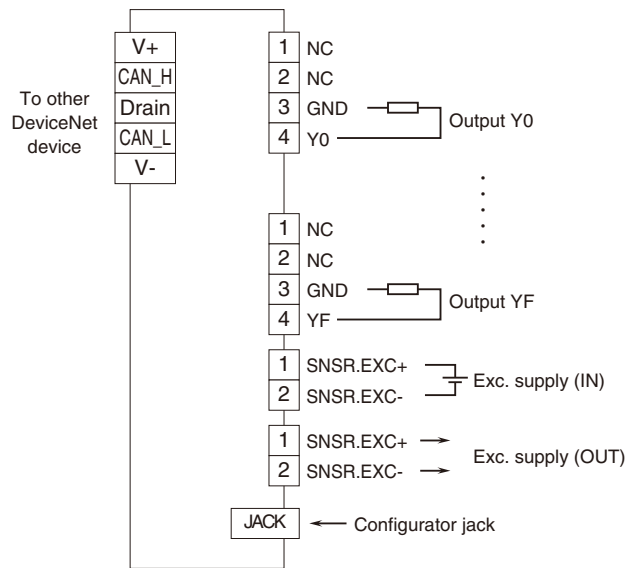 V+
CAN_H
Drain
CAN_L
V-
To other
DeviceNet
device
1 NC
2 NC
3 GND
4 Y0
Output Y0
1 NC
2 NC
3 GND
4 YF
Output YF
1 SNSR.EXC+
2 SNSR.EXC-
Exc. supply (IN)
1 SNSR.EXC+
2 SNSR.EXC-
Exc. supply (OUT)
JACK
Configurator jack